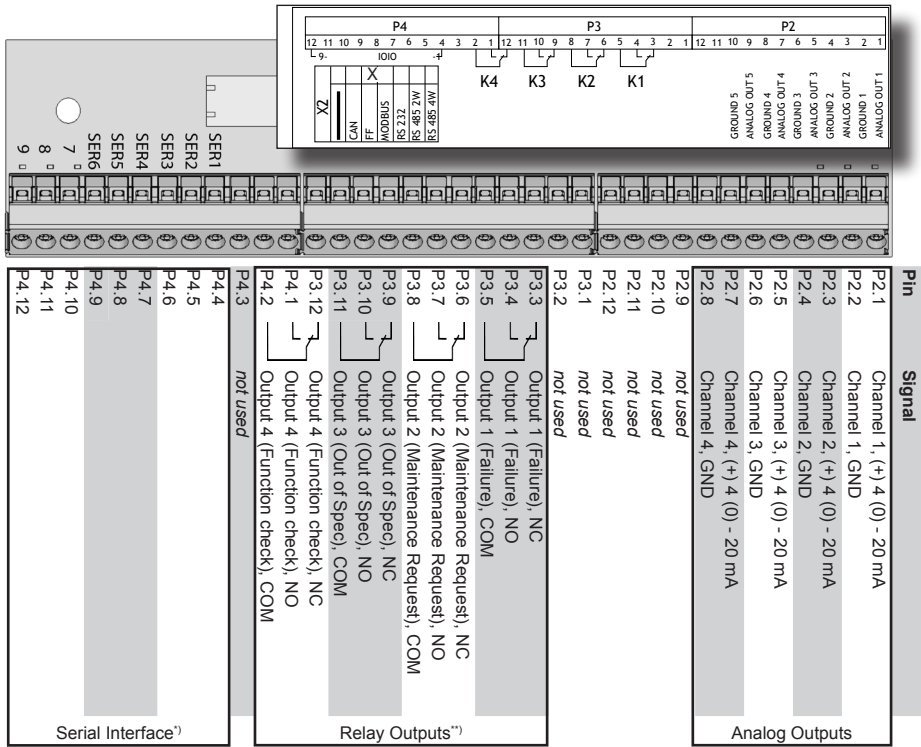 P4 P3 P2
12 11 10 9 8 7 6 5 4 3 2 1 12 11 10 9 8 7 6 5 4 3 2 1 12 11 10 9 8 7 6 5 4 3 2 1
9- IOIO -1
K4 K3 K2 K1
X2
CAN
FF
X
MODBUS
RS 232
RS 485 2W
RS 485 4W
GROUND 5
ANALOG OUT 5
GROUND 4
ANALOG OUT 4
GROUND 3
ANALOG OUT 3
GROUND 2
ANALOG OUT 2
GROUND 1
ANALOG OUT 1
9
8
7
SER6
SER5
SER4
SER3
SER2
SER1
Pin Signal
P2.1 Channel 1, (+) 4 (0) - 20 mA
P2.2 Channel 1, GND
P2.3 Channel 2, (+) 4 (0) - 20 mA
P2.4 Channel 2, GND
P2.5 Channel 3, (+) 4 (0) - 20 mA
P2.6 Channel 3, GND
P2.7 Channel 4, (+) 4 (0) - 20 mA
P2.8 Channel 4, GND
P2.9 not used
P2.10 not used
P2.11 not used
P2.12 not used
P3.1 not used
P3.2 not used
P3.3 Output 1 (Failure), NC
P3.4 Output 1 (Failure), NO
P3.5 Output 1 (Failure), COM
P3.6 Output 2 (Maintenance Request), NC
P3.7 Output 2 (Maintenance Request), NO
P3.8 Output 2 (Maintenance Request), COM
P3.9 Output 3 (Out of Spec), NC
P3.10 Output 3 (Out of Spec), NO
P3.11 Output 3 (Out of Spec), COM
P3.12 Output 4 (Function check), NC
P4.1 Output 4 (Function check), NO
P4.2 Output 4 (Function check), COM
P4.3 not used
P4.4
P4.5
P4.6
P4.7
P4.8
P4.9
P4.10
P4.11
P4.12
Serial Interface*)
Relay Outputs**)
Analog Outputs